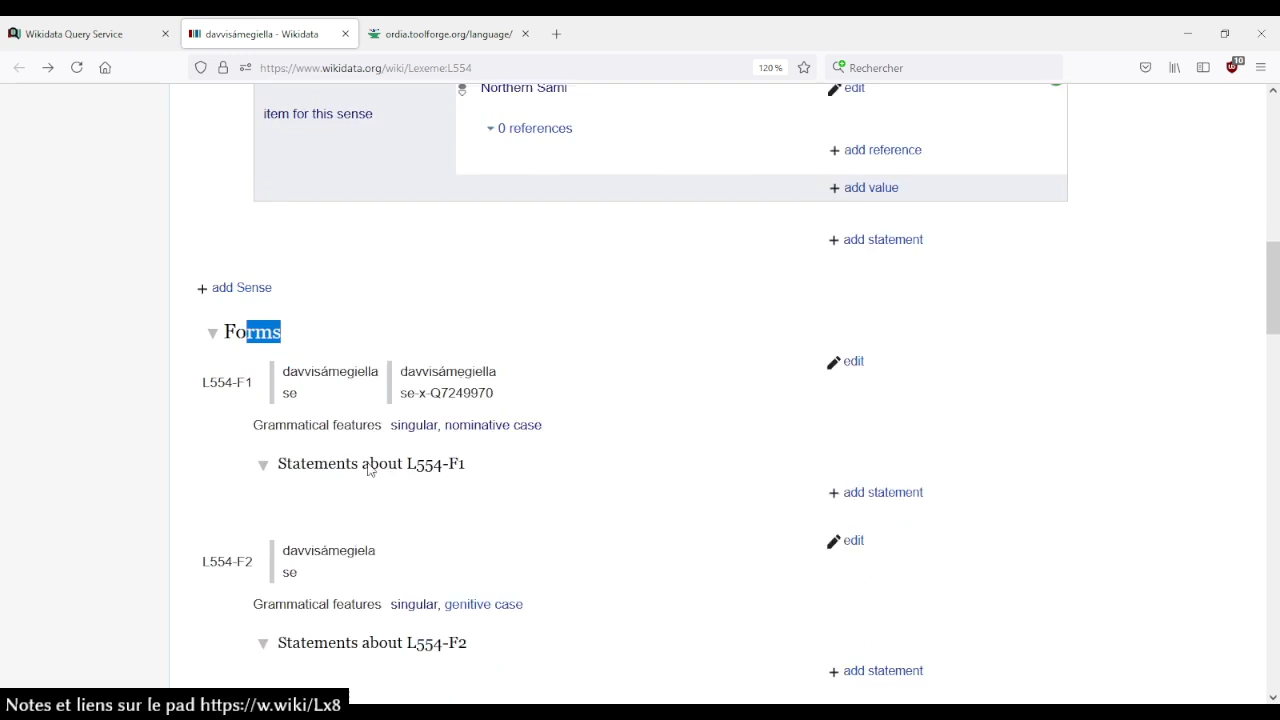 Wikidata Query Service
davvisámegiella - Wikidata
ordia.toolforge.org/language/
https://www.wikidata.org/wiki/Lexeme:L554
120 %
Rechercher
10
Northern Sami
edit
item for this sense
0 references
+ add reference
+ add value
+ add statement
+ add Sense
Forms
edit
L554-F1
davvisámegiella
se
davvisámegiella
se-x-Q7249970
Grammatical features singular, nominative case
Statements about L554-F1
+ add statement
edit
L554-F2
davvisámegiela
se
Grammatical features singular, genitive case
Statements about L554-F2
+ add statement
Notes et liens sur le pad https://w.wiki/Lx8